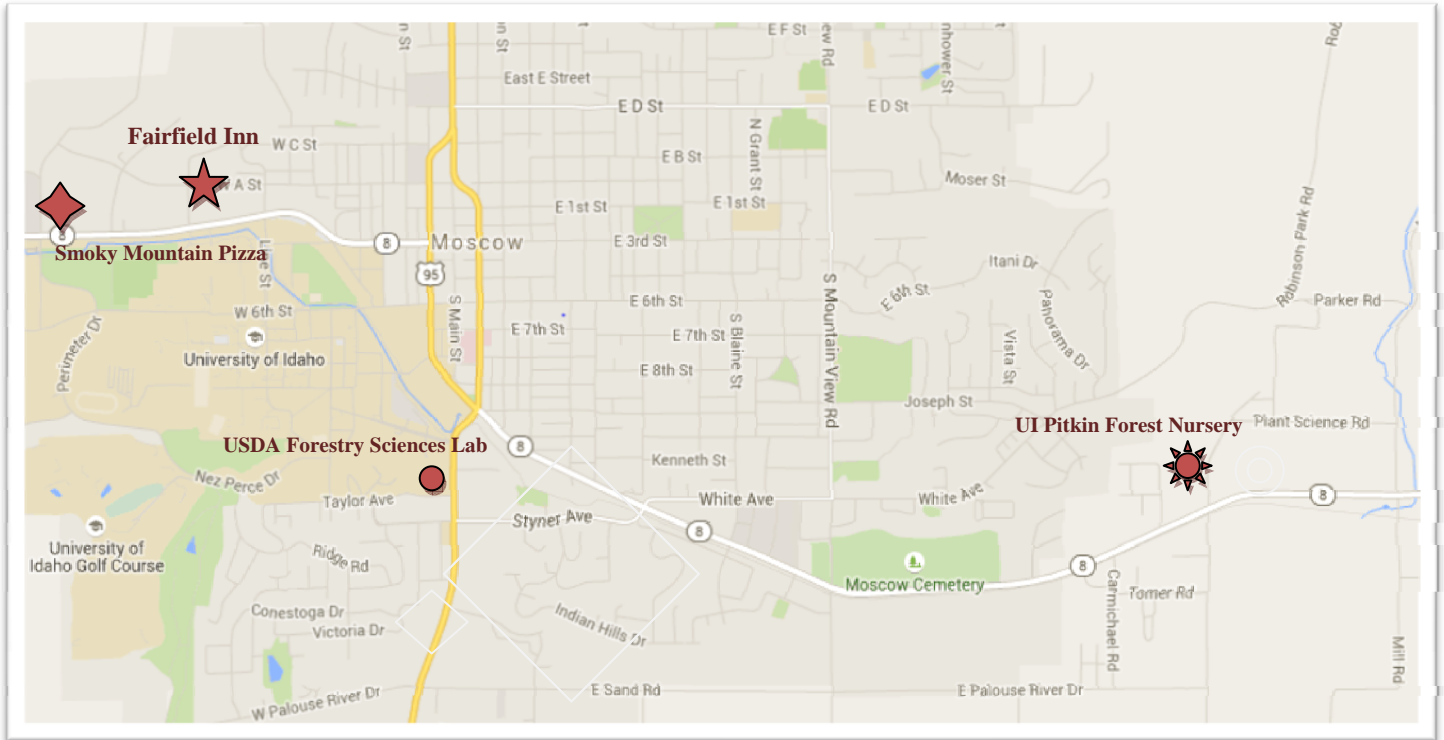 E F St
East E Street
E D St
E D St
Fairfield Inn
W C St
N Grant St
E B St
W A St
Moser St
E 1st St
E 1st St
Robinson Park Rd
8
Smoky Mountain Pizza
8
Moscow
E 3rd St
Line St
95
Itani Dr
S Mountain View Rd
E 6th St
E 6th St
Parker Rd
W 6th St
S Main St
E 7th St
E 7th St
S Blaine St
Vista St
Panorama Dr
Perimeter Dr
University of Idaho
E 8th St
Joseph St
UI Pitkin Forest Nursery
Plant Science Rd
USDA Forestry Sciences Lab
8
Kenneth St
Nez Perce Dr
Taylor Ave
White Ave
White Ave
8
Styner Ave
8
University of
Idaho Golf Course
Ridge Rd
8
Moscow Cemetery
Carmichael Rd
Tomer Rd
Conestoga Dr
Victoria Dr
Indian Hills Dr
Mill Rd
W Palouse River Dr
E Sand Rd
E Palouse River Dr